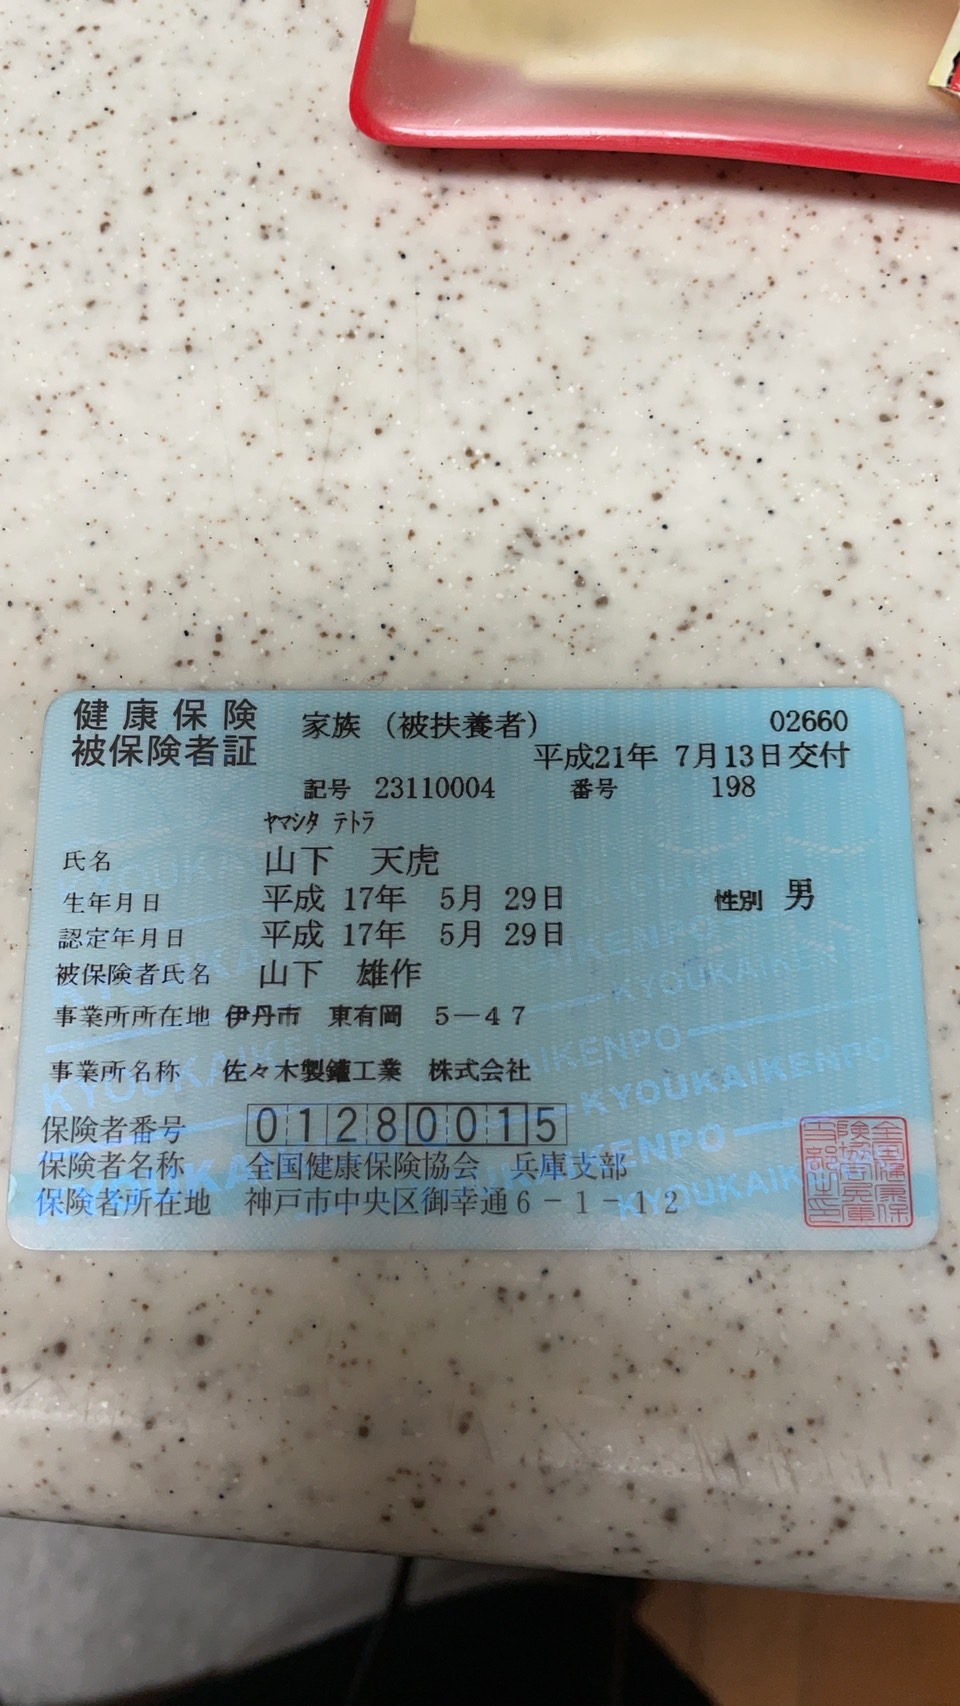 健康保険 家族（被扶養者） 02660
被保険者証 平成21年 7月13日交付
記号 23110004 番号 198
ﾔﾏｼﾀ ﾃﾄﾗ
氏名 山下 天虎
生年月日 平成 17年 5月 29日 性別 男
認定年月日 平成 17年 5月 29日
被保険者氏名 山下 雄作
事業所所在地 伊丹市 東有岡 5－47
事業所名称 佐々木製鑵工業 株式会社
保険者番号 01280015
保険者名称 全国健康保険協会 兵庫支部
保険者所在地 神戸市中央区御幸通6－1－12
KYOUKAIKENPO